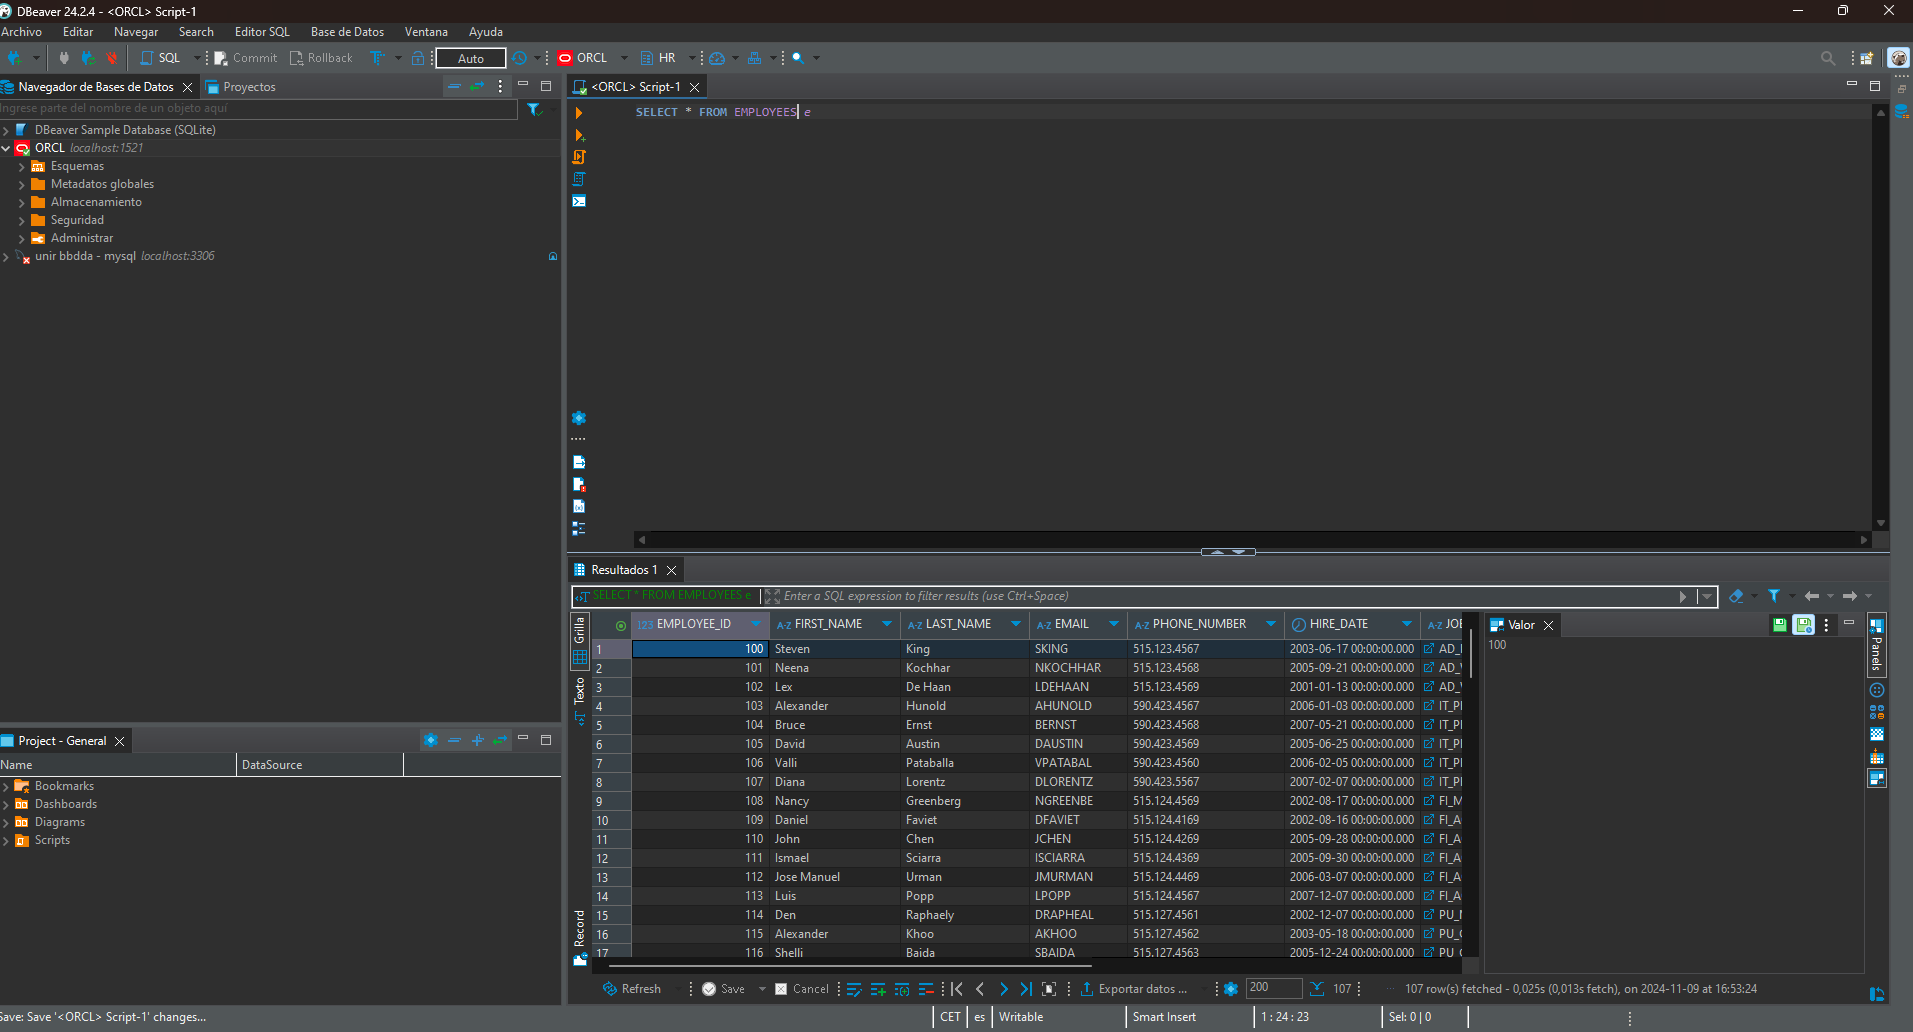 DBeaver 24.2.4 - <ORCL> Script-1
Archivo Editar Navegar Search Editor SQL Base de Datos Ventana Ayuda
SQL Commit Rollback Auto ORCL HR
Navegador de Bases de Datos Proyectos
Ingrese parte del nombre de un objeto aquí
DBeaver Sample Database (SQLite)
ORCL localhost:1521
Esquemas
Metadatos globales
Almacenamiento
Seguridad
Administrar
unir bbdda - mysql localhost:3306
Project - General
Name DataSource
Bookmarks
Dashboards
Diagrams
Scripts
<ORCL> Script-1
SELECT * FROM EMPLOYEES e
Resultados 1
SELECT * FROM EMPLOYEES e Enter a SQL expression to filter results (use Ctrl+Space)
Grilla
Texto
Record
123 EMPLOYEE_ID A-Z FIRST_NAME A-Z LAST_NAME A-Z EMAIL A-Z PHONE_NUMBER HIRE_DATE A-Z JOB
1 100 Steven King SKING 515.123.4567 2003-06-17 00:00:00.000 AD_
2 101 Neena Kochhar NKOCHHAR 515.123.4568 2005-09-21 00:00:00.000 AD_
3 102 Lex De Haan LDEHAAN 515.123.4569 2001-01-13 00:00:00.000 AD_
4 103 Alexander Hunold AHUNOLD 590.423.4567 2006-01-03 00:00:00.000 IT_P
5 104 Bruce Ernst BERNST 590.423.4568 2007-05-21 00:00:00.000 IT_P
6 105 David Austin DAUSTIN 590.423.4569 2005-06-25 00:00:00.000 IT_P
7 106 Valli Pataballa VPATABAL 590.423.4560 2006-02-05 00:00:00.000 IT_P
8 107 Diana Lorentz DLORENTZ 590.423.5567 2007-02-07 00:00:00.000 IT_P
9 108 Nancy Greenberg NGREENBE 515.124.4569 2002-08-17 00:00:00.000 FI_M
10 109 Daniel Faviet DFAVIET 515.124.4169 2002-08-16 00:00:00.000 FI_A
11 110 John Chen JCHEN 515.124.4269 2005-09-28 00:00:00.000 FI_A
12 111 Ismael Sciarra ISCIARRA 515.124.4369 2005-09-30 00:00:00.000 FI_A
13 112 Jose Manuel Urman JMURMAN 515.124.4469 2006-03-07 00:00:00.000 FI_A
14 113 Luis Popp LPOPP 515.124.4567 2007-12-07 00:00:00.000 FI_A
15 114 Den Raphaely DRAPHEAL 515.127.4561 2002-12-07 00:00:00.000 PU_M
16 115 Alexander Khoo AKHOO 515.127.4562 2003-05-18 00:00:00.000 PU_C
17 116 Shelli Baida SBAIDA 515.127.4563 2005-12-24 00:00:00.000 PU_C
Valor
100
Panels
Refresh Save Cancel Exportar datos ... 200 107 107 row(s) fetched - 0,025s (0,013s fetch), on 2024-11-09 at 16:53:24
Save: Save '<ORCL> Script-1' changes... CET es Writable Smart Insert 1 : 24 : 23 Sel: 0 | 0